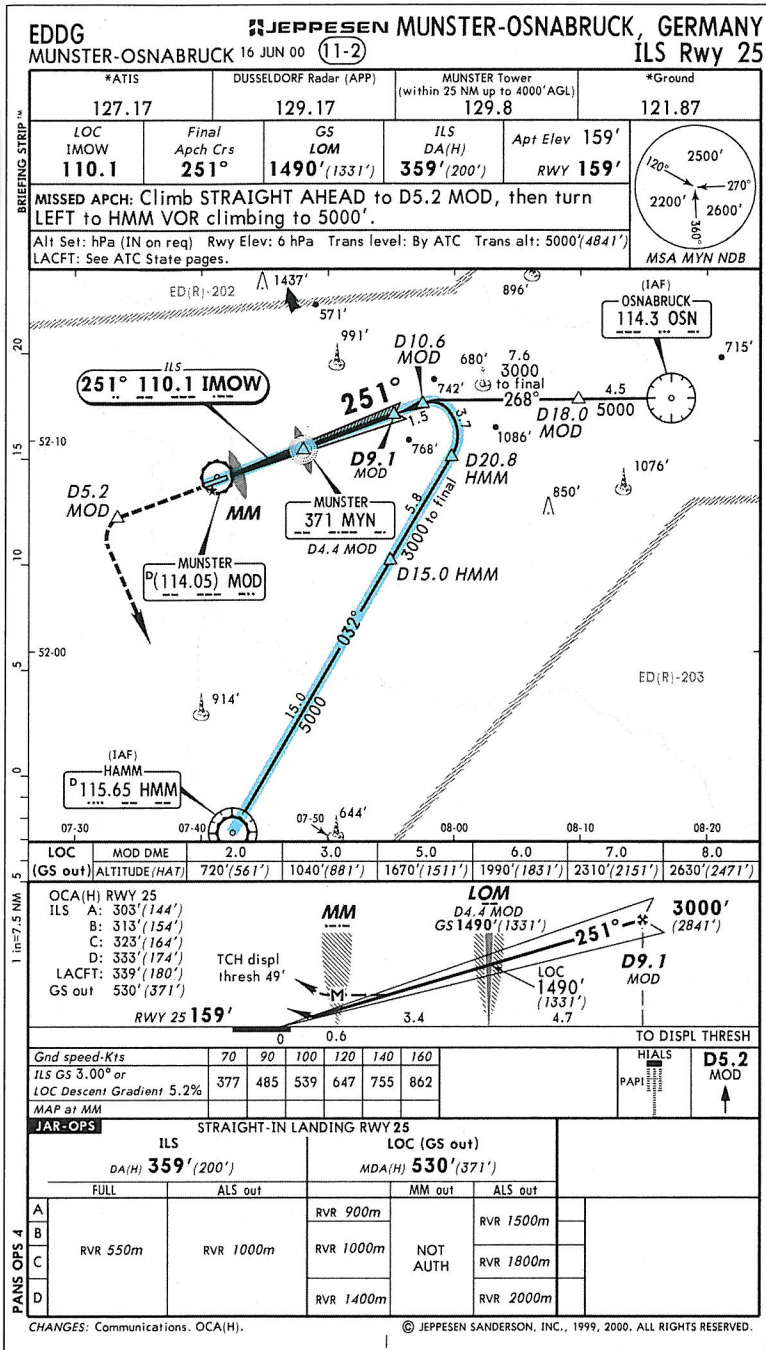 EDDG JEPPESEN MUNSTER-OSNABRUCK, GERMANY
MUNSTER-OSNABRUCK 16 JUN 00 11-2 ILS Rwy 25
BRIEFING STRIP ™
*ATIS
127.17
DUSSELDORF Radar (APP)
129.17
MUNSTER Tower
(within 25 NM up to 4000'AGL)
129.8
*Ground
121.87
LOC
IMOW
110.1
Final
Apch Crs
251°
GS
LOM
1490'(1331')
ILS
DA(H)
359'(200')
Apt Elev 159'
RWY 159'
MISSED APCH: Climb STRAIGHT AHEAD to D5.2 MOD, then turn
LEFT to HMM VOR climbing to 5000'.
Alt Set: hPa (IN on req) Rwy Elev: 6 hPa Trans level: By ATC Trans alt: 5000'(4841')
LACFT: See ATC State pages.
120°
2500'
270°
2200'
2600'
360°
MSA MYN NDB
ED(R)-202
1437'
571'
896'
(IAF)
OSNABRUCK
114.3 OSN
991'
D10.6
MOD
680'
7.6
3000
to final
268°
715'
ILS
251° 110.1 IMOW
251°
742'
4.5
5000
D18.0
MOD
1.5
3.7
D9.1
MOD
768'
1086'
D20.8
HMM
1076'
850'
52-10
D5.2
MOD
MM
MUNSTER
371 MYN
D4.4 MOD
5.8
3000 to final
MUNSTER
D(114.05) MOD
D15.0 HMM
032°
52-00
ED(R)-203
914'
15.0
5000
(IAF)
HAMM
D115.65 HMM
644'
07-30
07-40
07-50
08-00
08-10
08-20
20
15
10
5
0
5
1 in=7.5 NM
LOC MOD DME 2.0 3.0 5.0 6.0 7.0 8.0
(GS out) ALTITUDE(HAT) 720'(561') 1040'(881') 1670'(1511') 1990'(1831') 2310'(2151') 2630'(2471')
OCA(H) RWY 25
ILS A: 303'(144')
B: 313'(154')
C: 323'(164')
D: 333'(174')
LACFT: 339'(180')
GS out 530'(371')
MM
LOM
D4.4 MOD
GS 1490'(1331')
3000'
(2841')
251°
D9.1
MOD
TCH displ
thresh 49'
M
LOC
1490'
(1331')
RWY 25 159'
0
0.6
3.4
4.7
TO DISPL THRESH
Gnd speed-Kts 70 90 100 120 140 160
ILS GS 3.00° or
LOC Descent Gradient 5.2%
377 485 539 647 755 862
MAP at MM
HIALS
PAPI
D5.2
MOD
JAR-OPS STRAIGHT-IN LANDING RWY 25
ILS
DA(H) 359'(200')
LOC (GS out)
MDA(H) 530'(371')
FULL
ALS out
MM out
ALS out
A
B
C
D
RVR 550m
RVR 1000m
RVR 900m
RVR 1000m
RVR 1400m
NOT
AUTH
RVR 1500m
RVR 1800m
RVR 2000m
PANS OPS 4
CHANGES: Communications. OCA(H).
© JEPPESEN SANDERSON, INC., 1999, 2000. ALL RIGHTS RESERVED.